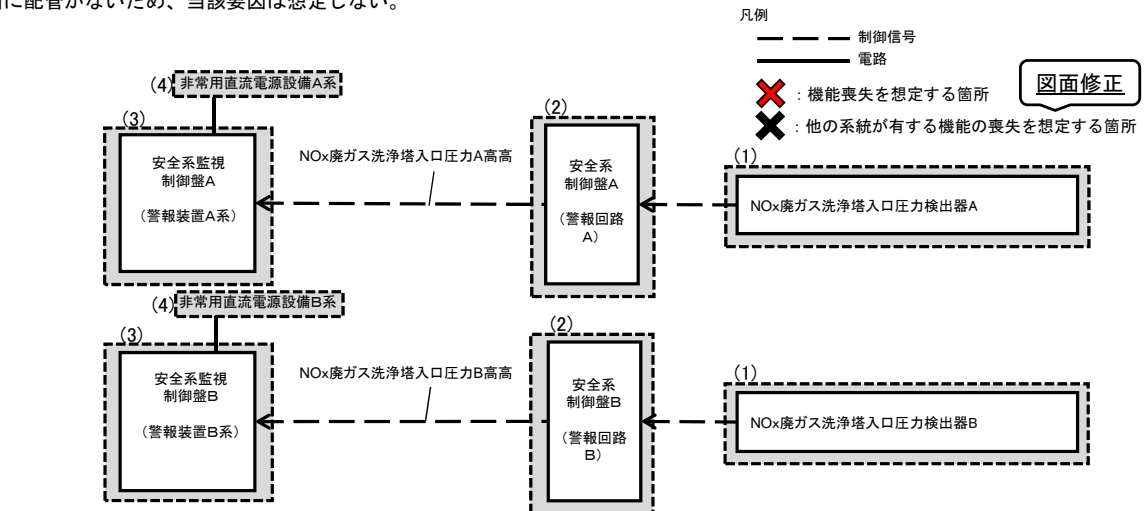 に配管がないため、当該要因は想定しない。
凡例
制御信号
電路
：機能喪失を想定する箇所
：他の系統が有する機能の喪失を想定する箇所
図面修正
(4)
非常用直流電源設備A系
(3)
安全系監視
制御盤A
（警報装置A系）
NOx廃ガス洗浄塔入口圧力A高高
(2)
安全系
制御盤A
（警報回路
A）
(1)
NOx廃ガス洗浄塔入口圧力検出器A
(4)
非常用直流電源設備B系
(3)
安全系監視
制御盤B
（警報装置B系）
NOx廃ガス洗浄塔入口圧力B高高
(2)
安全系
制御盤B
（警報回路
B）
(1)
NOx廃ガス洗浄塔入口圧力検出器B